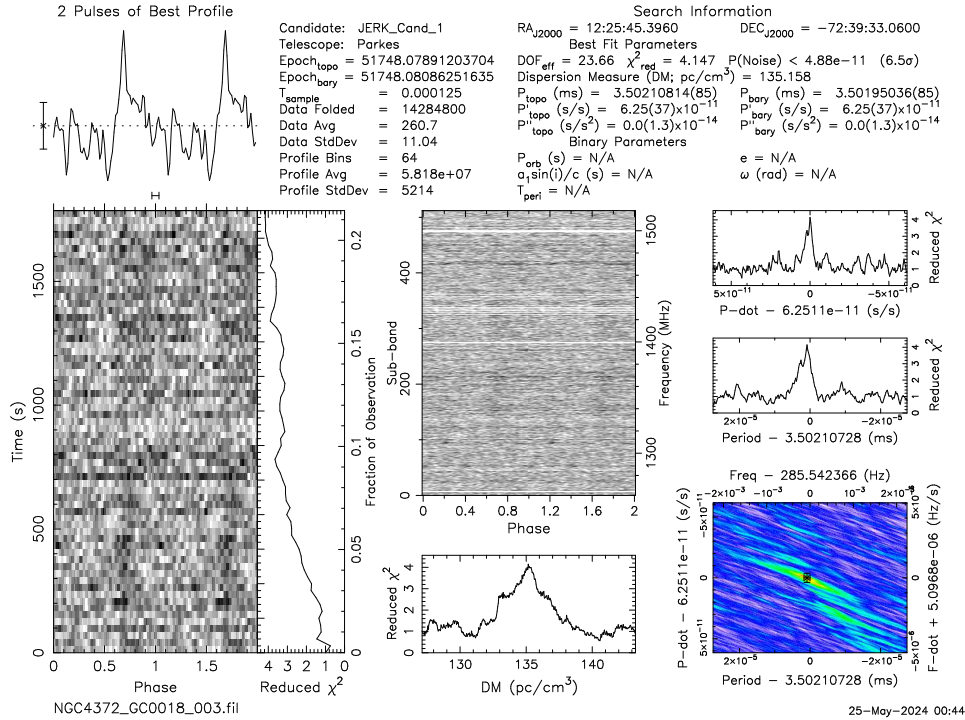 2 Pulses of Best Profile
Search Information
Candidate: JERK_Cand_1
RA_J2000 = 12:25:45.3960
DEC_J2000 = −72:39:33.0600
Telescope: Parkes
Best Fit Parameters
Epoch_topo = 51748.07891203704
DOF_eff = 23.66 χ²_red = 4.147 P(Noise) < 4.88e−11 (6.5σ)
Epoch_bary = 51748.08086251635
Dispersion Measure (DM; pc/cm³) = 135.158
T_sample = 0.000125
P_topo (ms) = 3.50210814(85)
P_bary (ms) = 3.50195036(85)
Data Folded = 14284800
P'_topo (s/s) = 6.25(37)×10⁻¹¹
P'_bary (s/s) = 6.25(37)×10⁻¹¹
Data Avg = 260.7
P''_topo (s/s²) = 0.0(1.3)×10⁻¹⁴
P''_bary (s/s²) = 0.0(1.3)×10⁻¹⁴
Data StdDev = 11.04
Binary Parameters
Profile Bins = 64
P_orb (s) = N/A
e = N/A
Profile Avg = 5.818e+07
a₁sin(i)/c (s) = N/A
ω (rad) = N/A
Profile StdDev = 5214
T_peri = N/A
Time (s)
0 500 1000 1500
0 0.5 1 1.5
Phase
4 3 2 1 0
Reduced χ²
Fraction of Observation
0 0.05 0.1 0.15 0.2
Sub−band
0 200 400
Frequency (MHz)
1300 1400 1500
0 0.4 0.8 1.2 1.6 2
Phase
Reduced χ²
1 2 3 4
130 135 140
DM (pc/cm³)
Reduced χ²
0 1 2 3 4
5×10⁻¹¹ 0 −5×10⁻¹¹
P−dot − 6.2511e−11 (s/s)
Reduced χ²
0 1 2 3 4
2×10⁻⁵ 0 −2×10⁻⁵
Period − 3.50210728 (ms)
Freq − 285.542366 (Hz)
−2×10⁻³ −10⁻³ 0 10⁻³ 2×10⁻³
P−dot − 6.2511e−11 (s/s)
−5×10⁻¹¹ 0 5×10⁻¹¹
F−dot + 5.0968e−06 (Hz/s)
0 −5×10⁻⁶
2×10⁻⁵ 0 −2×10⁻⁵
Period − 3.50210728 (ms)
NGC4372_GC0018_003.fil
25−May−2024 00:44